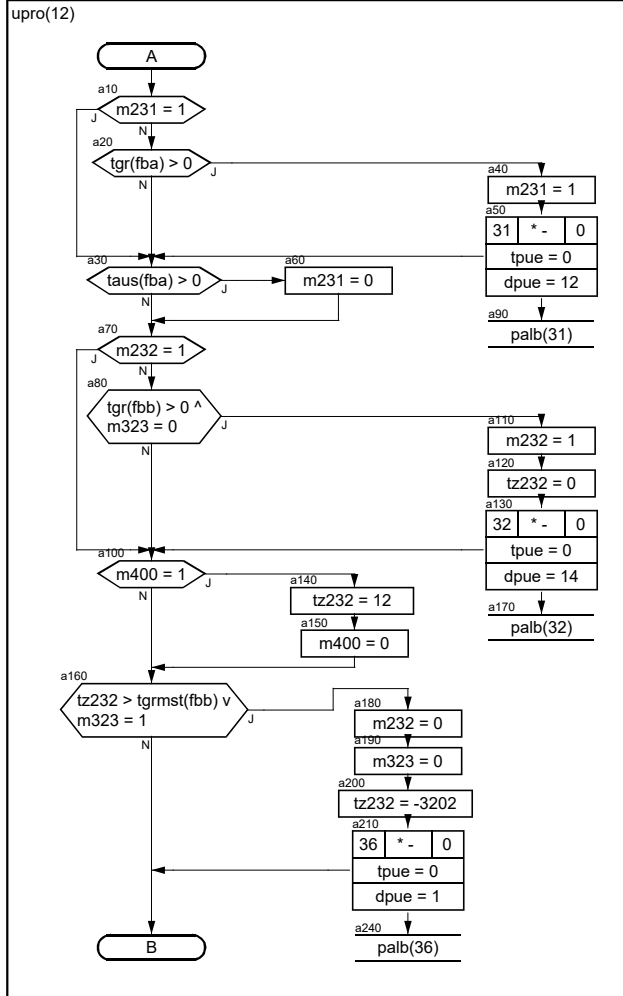 upro(12)
A
a10
m231 = 1
J
N
a20
tgr(fba) > 0
J
N
a40
m231 = 1
a50
31 * - 0
tpue = 0
dpue = 12
a90
palb(31)
a30
taus(fba) > 0
J
N
a60
m231 = 0
a70
m232 = 1
J
N
a80
tgr(fbb) > 0 ^
m323 = 0
J
N
a110
m232 = 1
a120
tz232 = 0
a130
32 * - 0
tpue = 0
dpue = 14
a170
palb(32)
a100
m400 = 1
J
N
a140
tz232 = 12
a150
m400 = 0
a160
tz232 > tgrmst(fbb) v
m323 = 1
J
N
a180
m232 = 0
a190
m323 = 0
a200
tz232 = -3202
a210
36 * - 0
tpue = 0
dpue = 1
a240
palb(36)
B